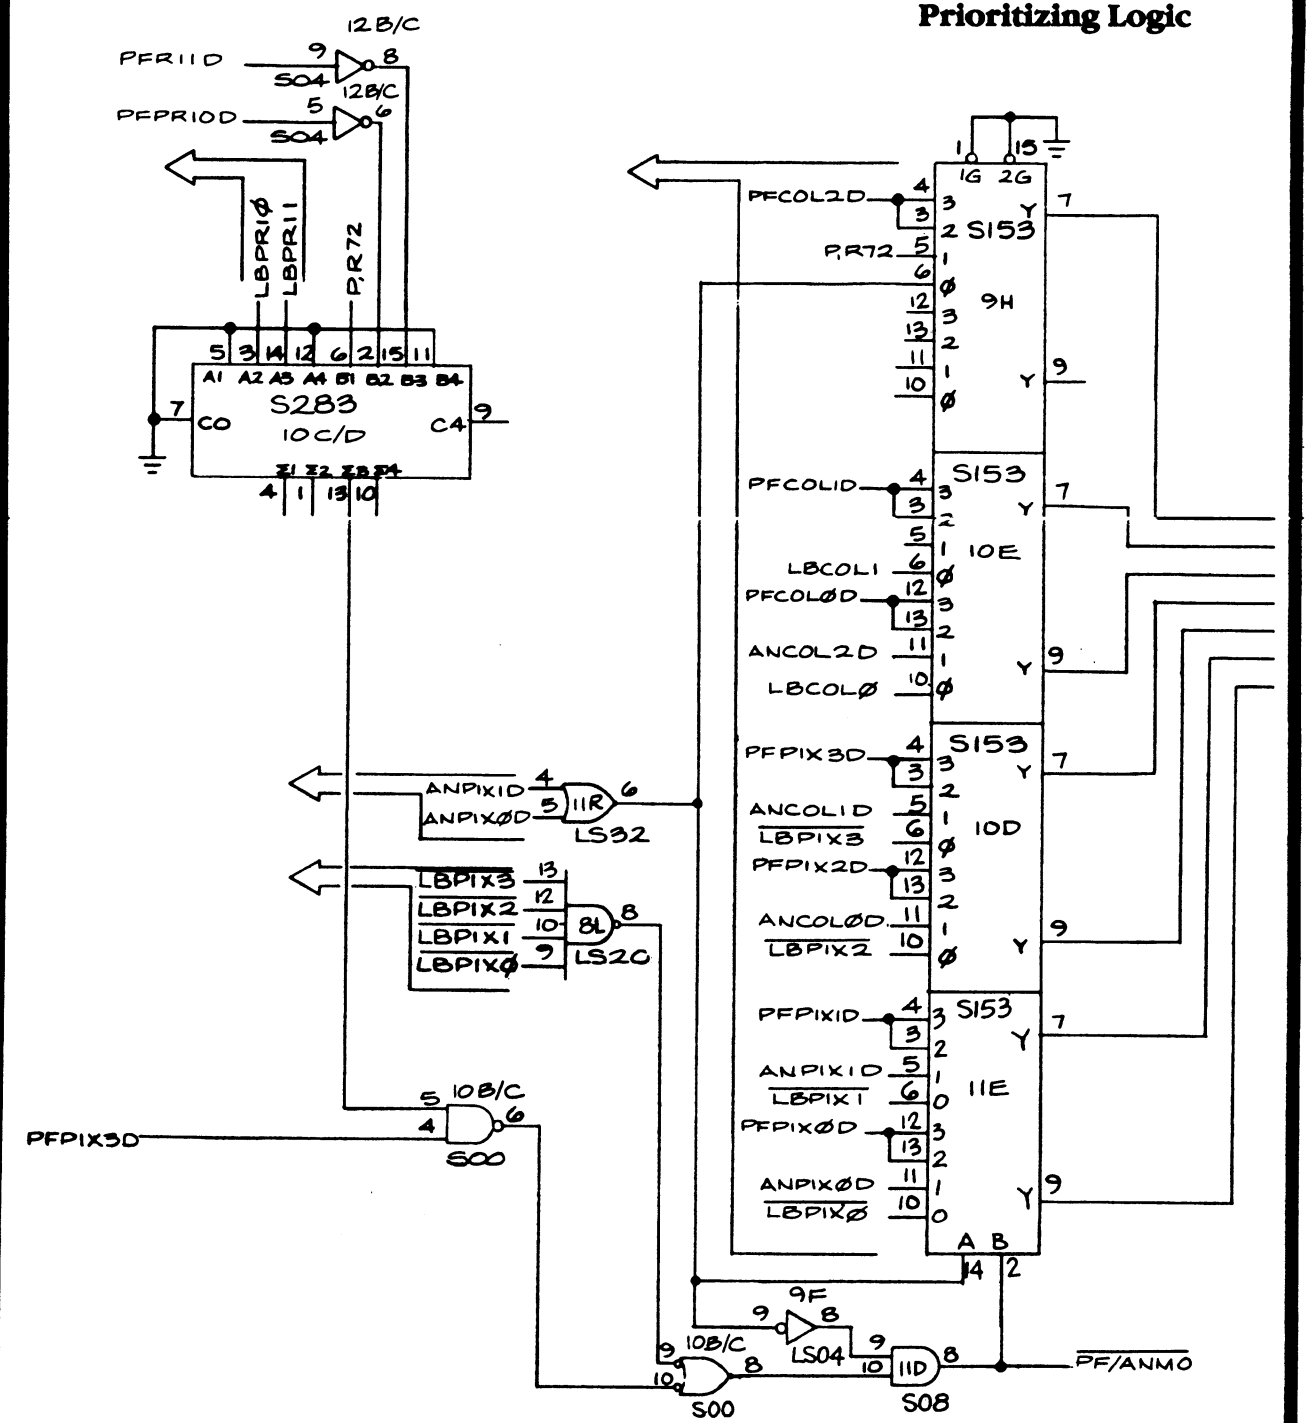 Prioritizing Logic
12B/C
PFR11D 9 8
S04
12B/C
PFPR10D 5 6
S04
LBPR1Ø
LBPR11
P,R72
5 3 14 12 6 2 15 11
A1 A2 A3 A4 B1 B2 B3 B4
S283
7 C0 10C/D C4 9
Σ1 Σ2 Σ3 Σ4
4 1 13 10
1 15
1G 2G
PFCOL2D 4 3 Y 7
3 2 S153
P,R72 5 1
6 Ø
9H
12 3
13 2
11 1
10 Ø
Y 9
S153
PFCOL1D 4 3 Y 7
3 2
5 1 10E
LBCOL1 6 Ø
PFCOLØD 12 3
13 2
ANCOL2D 11 1 Y 9
LBCOLØ 10 Ø
S153
PFPIX3D 4 3 Y 7
3 2
ANCOL1D 5 1
10D
LBPIX3 6 Ø
PFPIX2D 12 3
13 2
ANCOLØD 11 1
LBPIX2 10 Ø Y 9
ANPIX1D 4
11R 6
ANPIXØD 5
LS32
LBPIX3 13
LBPIX2 12
8L 8
LBPIX1 10
LBPIXØ 9
LS20
S153
PFPIX1D 4 3 Y 7
3 2
ANPIX1D 5 1
11E
LBPIX1 6 0
PFPIXØD 12 3
13 2
ANPIXØD 11 1
LBPIXØ 10 0 Y 9
A B
14 2
10B/C
5
6
PFPIX3D 4
S00
9F
9 8
LS04
10B/C
9
8
10
S00
9
10 11D 8
S08
PF/ANMO